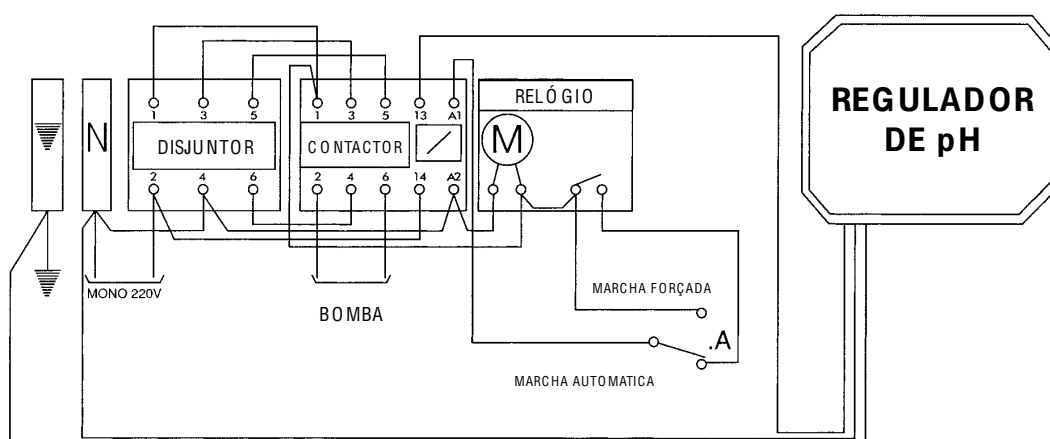 1 3 5 1 3 5 13 A1
RELÓGIO
REGULADOR
DE pH
N
DISJUNTOR
CONTACTOR
M
2 4 6 2 4 6 14 A2
MONO 220V
BOMBA
MARCHA FORÇADA
.A
MARCHA AUTOMATICA